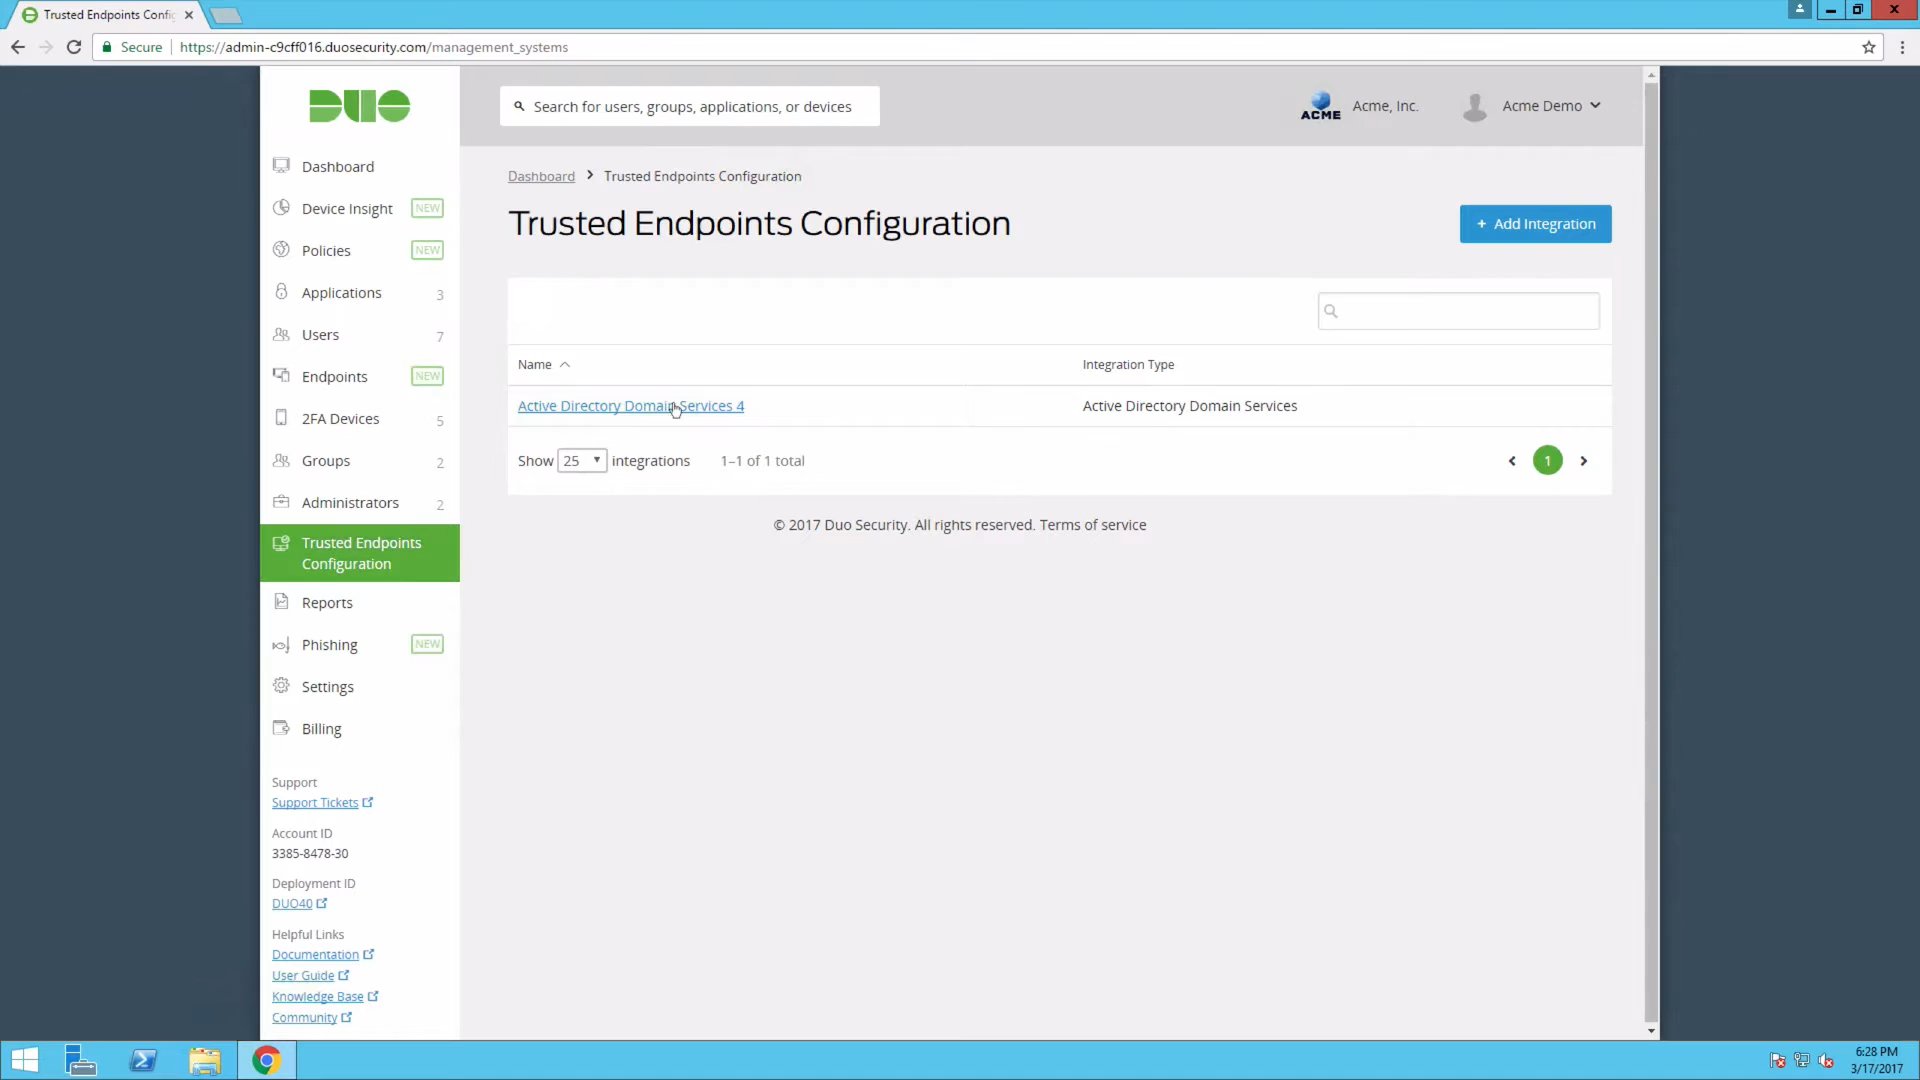 Trusted Endpoints Config
Secure
https://admin-c9cff016.duosecurity.com/management_systems
DUO
Search for users, groups, applications, or devices
ACME
Acme, Inc.
Acme Demo
Dashboard
Device Insight NEW
Policies NEW
Applications 3
Users 7
Endpoints NEW
2FA Devices 5
Groups 2
Administrators 2
Trusted Endpoints
Configuration
Reports
Phishing NEW
Settings
Billing
Support
Support Tickets
Account ID
3385-8478-30
Deployment ID
DUO40
Helpful Links
Documentation
User Guide
Knowledge Base
Community
Dashboard > Trusted Endpoints Configuration
Trusted Endpoints Configuration
+ Add Integration
Name Integration Type
Active Directory Domain Services 4 Active Directory Domain Services
Show 25 integrations 1–1 of 1 total
< 1 >
© 2017 Duo Security. All rights reserved. Terms of service
6:28 PM
3/17/2017